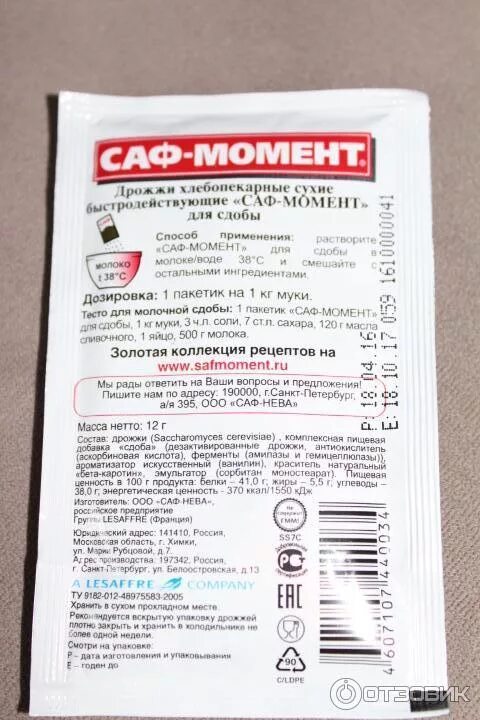 САФ-МОМЕНТ®
Дрожжи хлебопекарные сухие
быстродействующие «САФ-МОМЕНТ»
для сдобы
МОЛОКО
t 38°C
Способ применения: растворите
«САФ-МОМЕНТ» для сдобы в
молоке/воде 38°С и смешайте с
остальными ингредиентами.
Дозировка: 1 пакетик на 1 кг муки.
Тесто для молочной сдобы: 1 пакетик «САФ-МОМЕНТ»
для сдобы, 1 кг муки, 3 ч.л. соли, 7 ст.л. сахара, 120 г масла
сливочного, 1 яйцо, 500 г молока.
Золотая коллекция рецептов на
www.safmoment.ru
Мы рады ответить на Ваши вопросы и предложения!
Пишите нам по адресу: 190000, г.Санкт-Петербург,
а/я 395, ООО «САФ-НЕВА»
P: 18.04.16
E: 18.10.17 059 1610000041
Масса нетто: 12 г
Состав: дрожжи (Saccharomyces cerevisiae) , комплексная пищевая
добавка «сдоба» (дезактивированные дрожжи, антиокислитель
(аскорбиновая кислота), ферменты (амилазы и гемицеллюлозы)),
ароматизатор искусственный (ванилин), краситель натуральный
«бета-каротин», эмульгатор (сорбитан моностеарат). Пищевая
ценность в 100 г продукта: белки – 41,0 г; жиры – 5,5 г; углеводы –
38,0 г; энергетическая ценность - 370 ккал/1550 кДж
Изготовитель: ООО «САФ-НЕВА»,
российское предприятие
Группы LESAFFRE (Франция)
Юридический адрес: 141410, Россия,
Московская область, г. Химки,
ул. Марии Рубцовой, д.7.
Адрес производства: 197342, Россия,
г. Санкт-Петербург, ул. Белоостровская, д.13
A LESAFFRE COMPANY
ТУ 9182-012-48975583-2005
Хранить в сухом прохладном месте.
Рекомендуется вскрытую упаковку дрожжей
плотно закрыть и хранить в холодильнике не
более одной недели.
Смотри на упаковке:
P – дата изготовления и упаковывания
E – годен до
Не содержит
ГММ!
SS7C
Добровольная
РСТ
Сертификация
EAC
90
C/LDPE
4607107440034
ОТЗОВИК